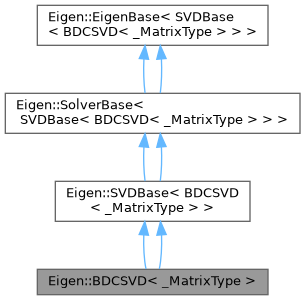 Eigen::EigenBase< SVDBase
< BDCSVD< _MatrixType > > >
Eigen::SolverBase<
SVDBase< BDCSVD< _MatrixType > > >
Eigen::SVDBase< BDCSVD
< _MatrixType > >
Eigen::BDCSVD< _MatrixType >